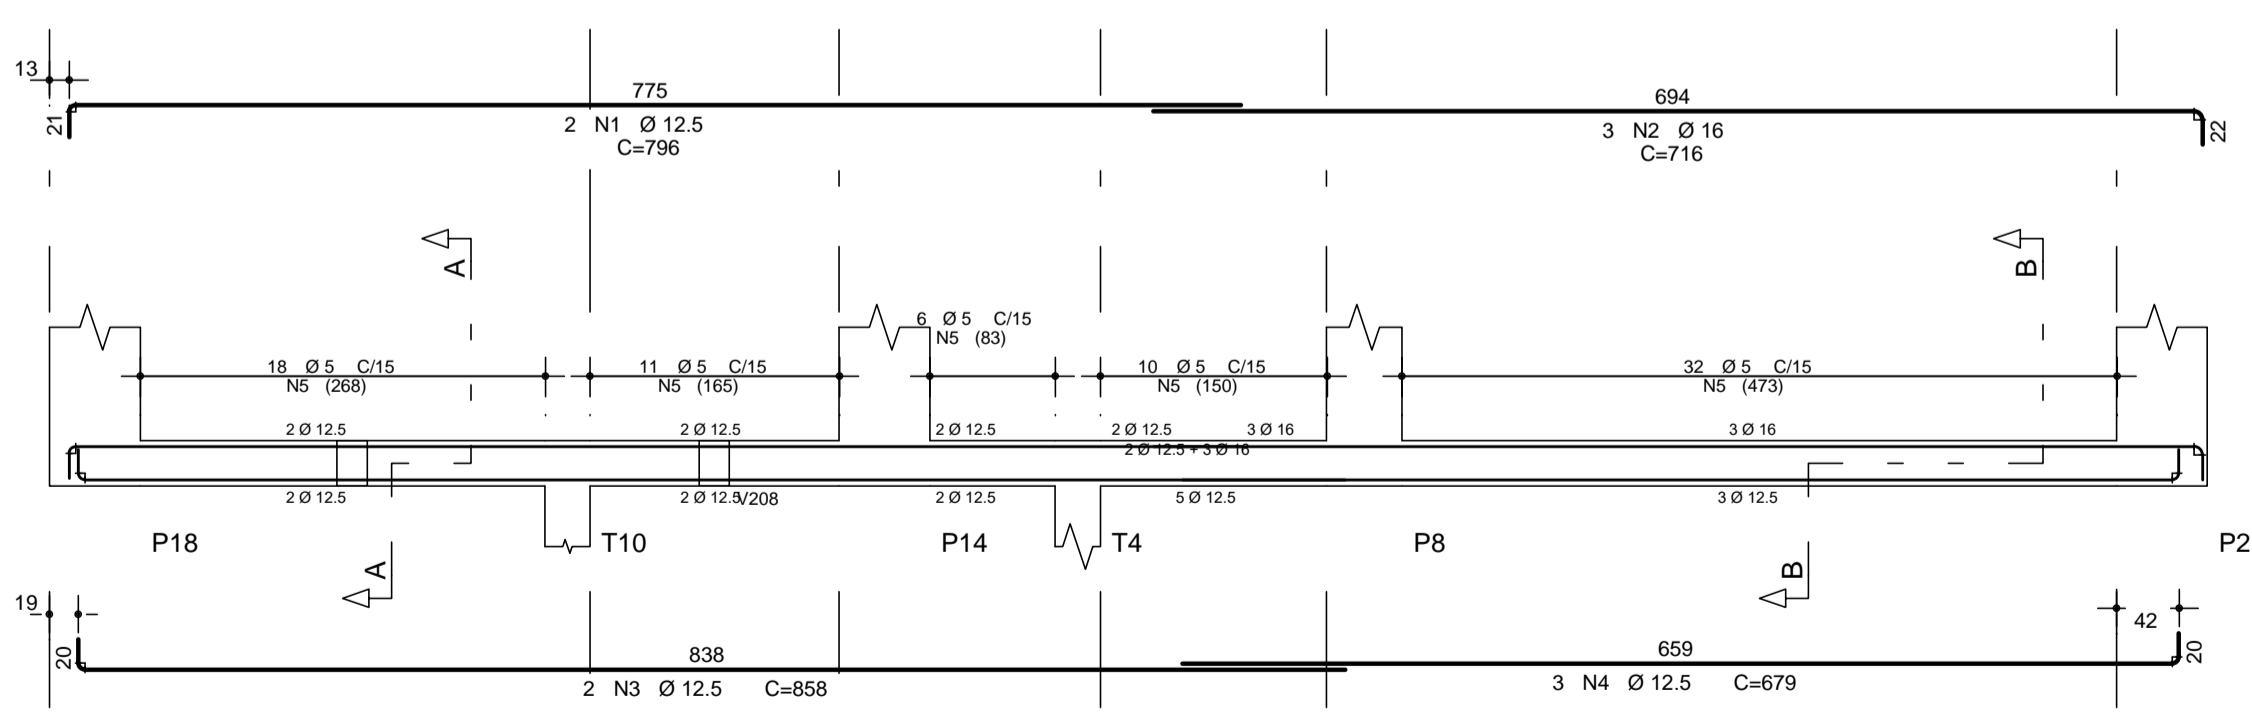 13
775
694
21
2 N1 Ø 12.5
C=796
3 N2 Ø 16
C=716
22
A
B
6 Ø 5 C/15
N5 (83)
18 Ø 5 C/15
N5 (268)
11 Ø 5 C/15
N5 (165)
10 Ø 5 C/15
N5 (150)
32 Ø 5 C/15
N5 (473)
2 Ø 12.5
2 Ø 12.5
2 Ø 12.5
2 Ø 12.5
3 Ø 16
3 Ø 16
2 Ø 12.5 + 3 Ø 16
2 Ø 12.5
2 Ø 12.5
V208
2 Ø 12.5
5 Ø 12.5
3 Ø 12.5
P18
T10
P14
T4
P8
P2
A
B
19
42
20
838
659
20
2 N3 Ø 12.5 C=858
3 N4 Ø 12.5 C=679